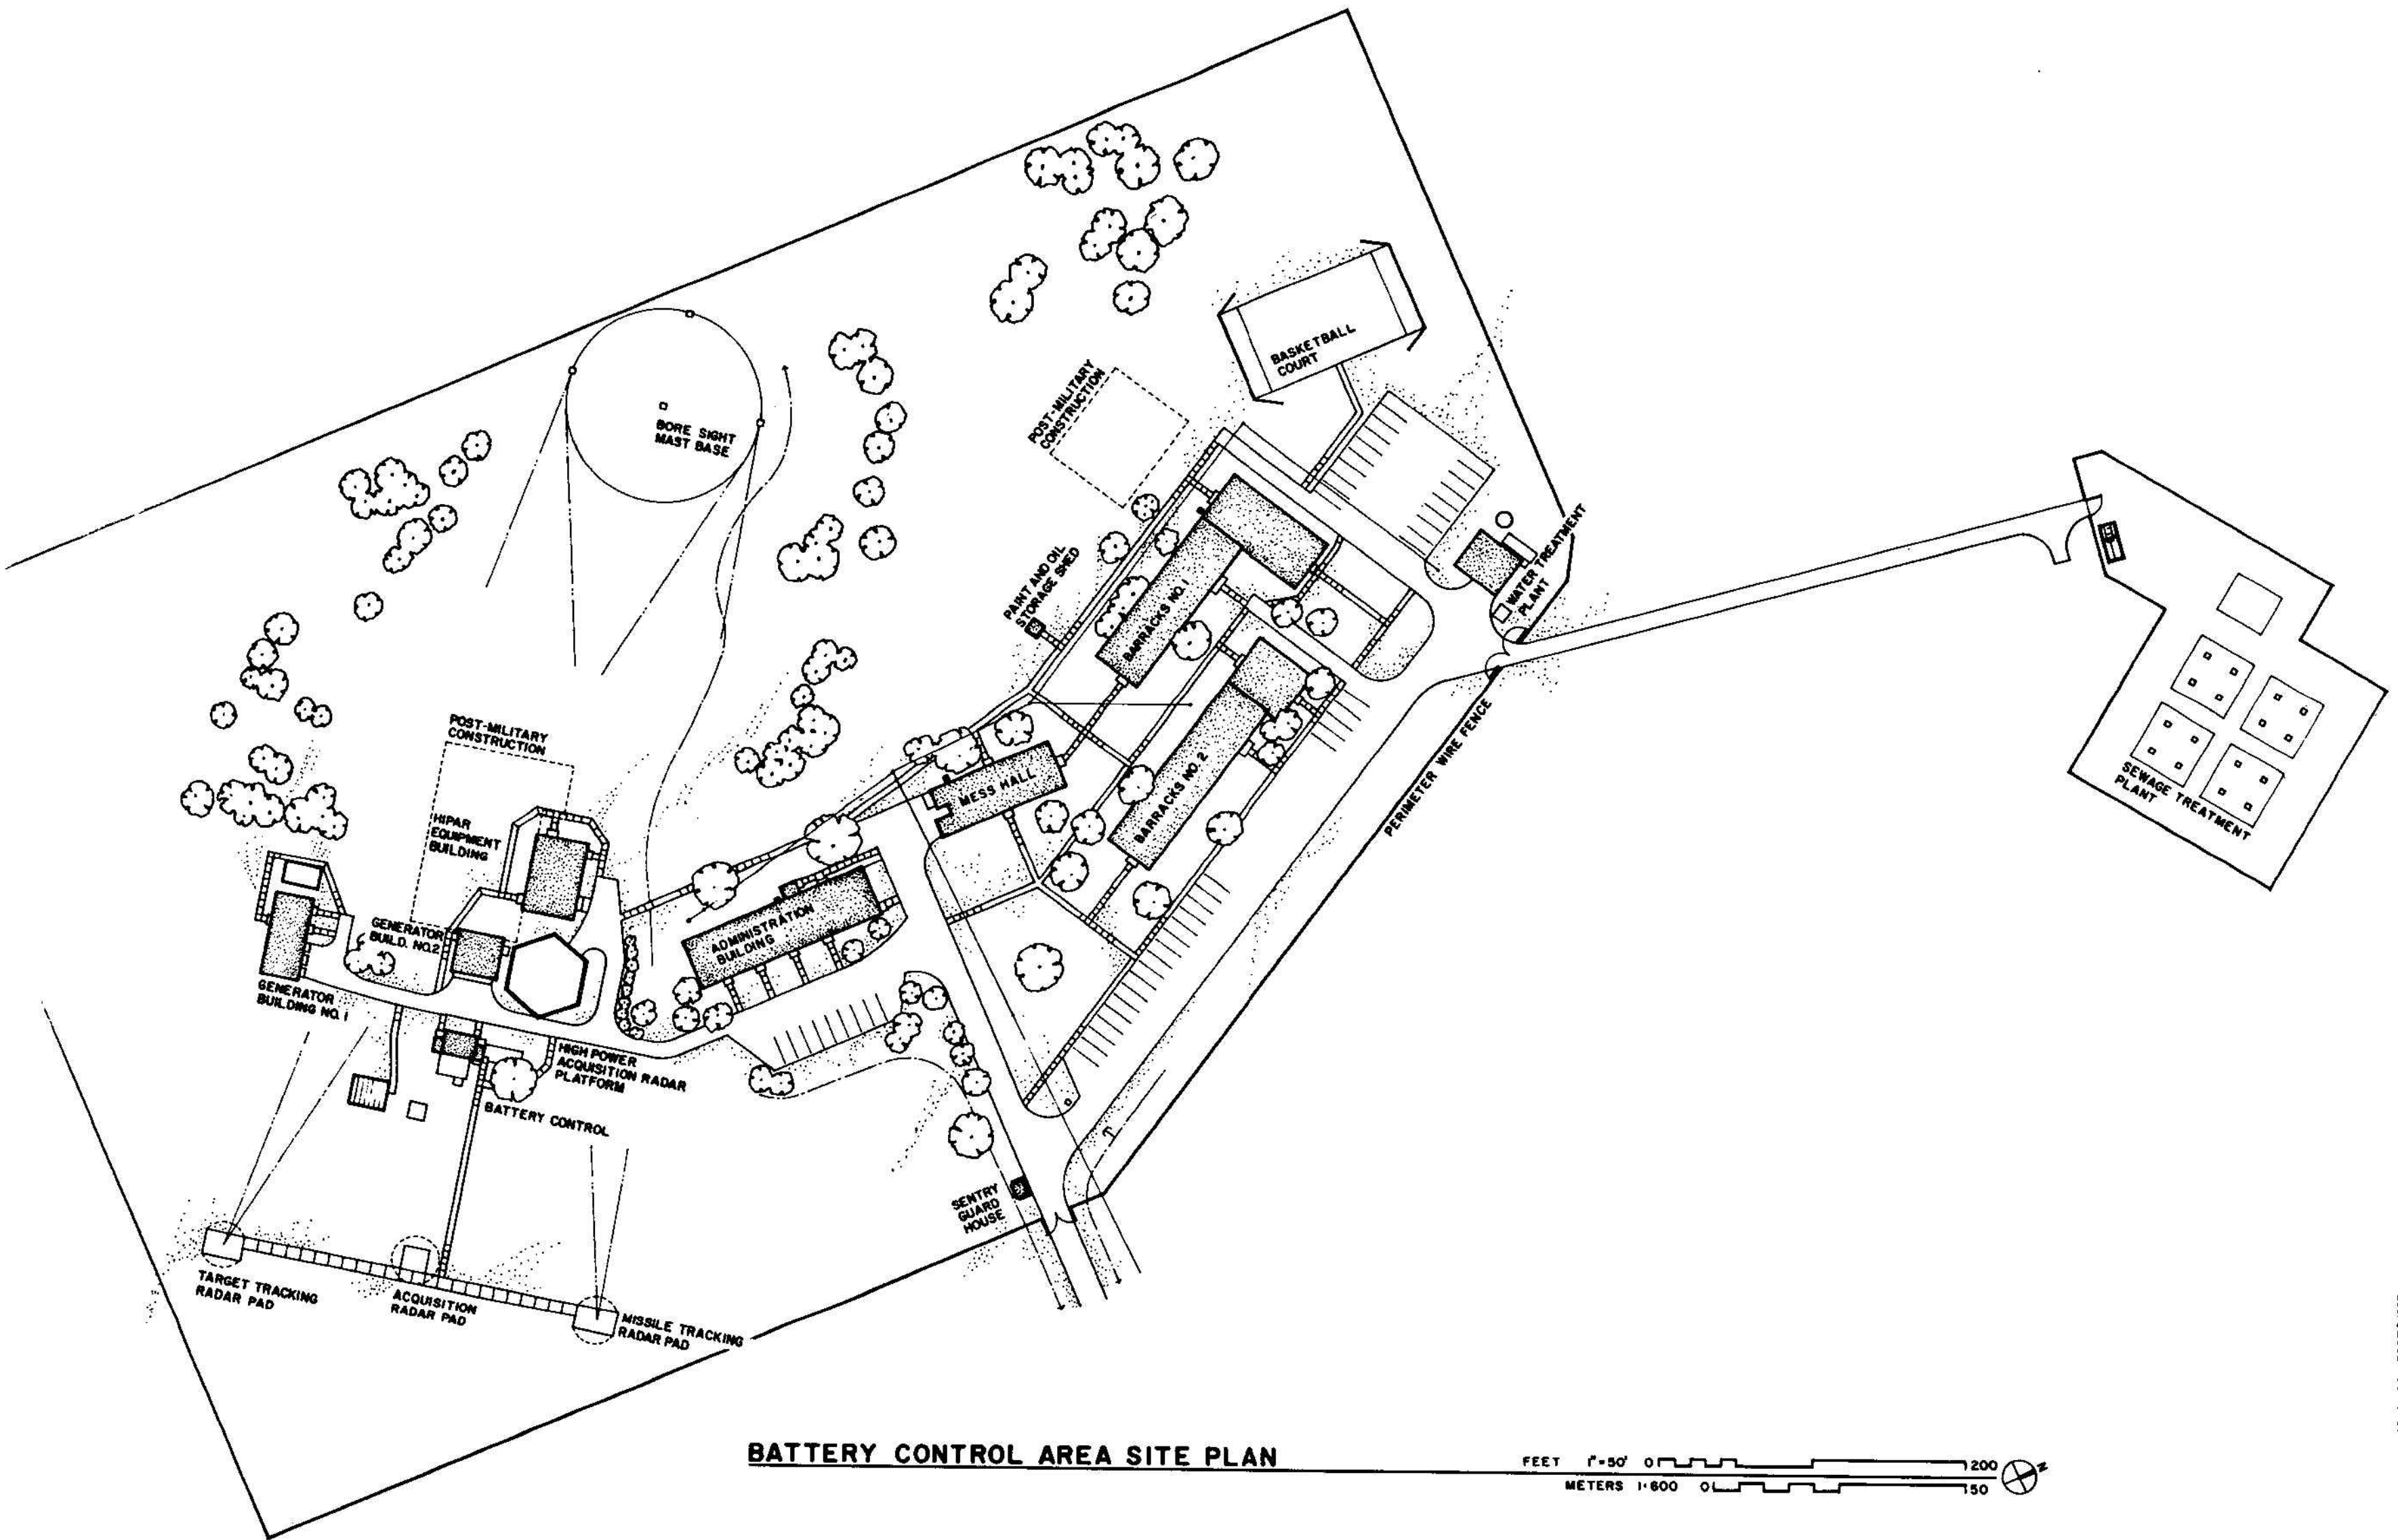 BASKETBALL
COURT
POST-MILITARY
CONSTRUCTION
BORE SIGHT
MAST BASE
PAINT AND OIL
STORAGE SHED
BARRACKS NO. 1
WATER TREATMENT
PLANT
POST-MILITARY
CONSTRUCTION
MESS HALL
BARRACKS NO. 2
PERIMETER WIRE FENCE
SEWAGE TREATMENT
PLANT
HIPAR
EQUIPMENT
BUILDING
GENERATOR
BUILD. NO.2
ADMINISTRATION
BUILDING
GENERATOR
BUILDING NO. 1
HIGH POWER
ACQUISITION RADAR
PLATFORM
BATTERY CONTROL
SENTRY
GUARD
HOUSE
TARGET TRACKING
RADAR PAD
ACQUISITION
RADAR PAD
MISSILE TRACKING
RADAR PAD
BATTERY CONTROL AREA SITE PLAN
FEET 1"=50' 0 200
METERS 1:600 0 50
N